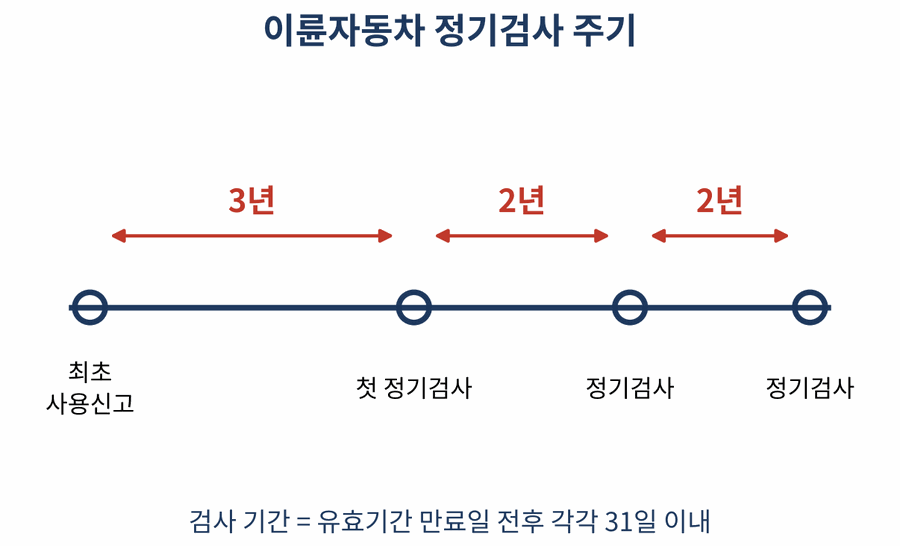 이륜자동차 정기검사 주기
3년
2년
2년
최초
사용신고
첫 정기검사
정기검사
정기검사
검사 기간 = 유효기간 만료일 전후 각각 31일 이내